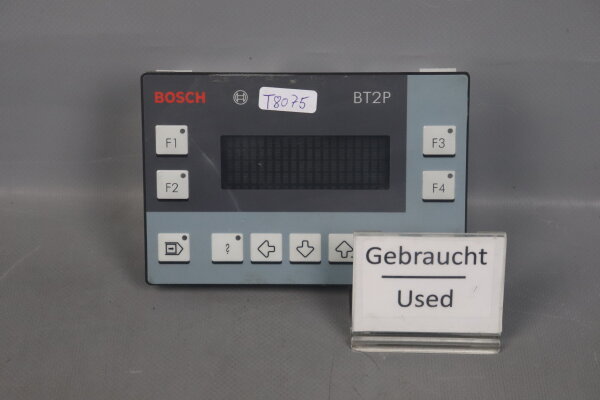 BOSCH T8075 BT2P
F1 F3
F2 F4
?
Gebraucht
Used